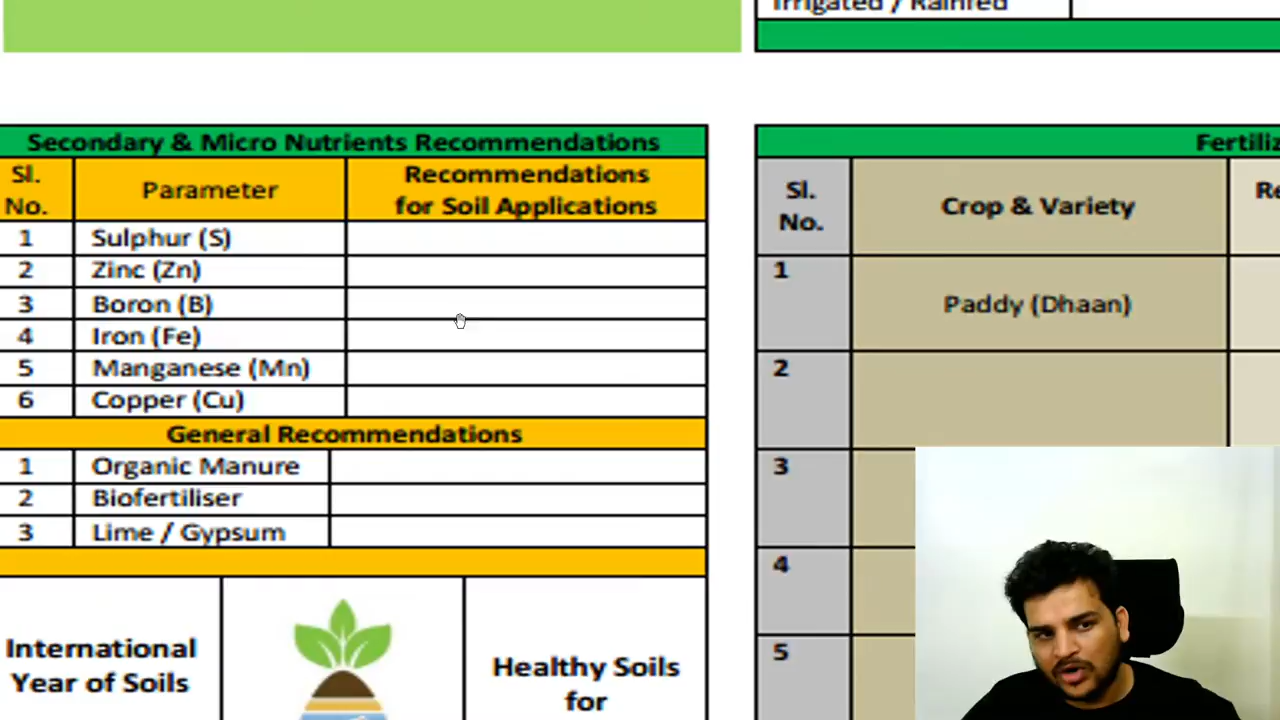 Irrigated / Rainfed
Secondary & Micro Nutrients Recommendations
Sl. No.
Parameter
Recommendations
for Soil Applications
1 Sulphur (S)
2 Zinc (Zn)
3 Boron (B)
4 Iron (Fe)
5 Manganese (Mn)
6 Copper (Cu)
General Recommendations
1 Organic Manure
2 Biofertiliser
3 Lime / Gypsum
International
Year of Soils
Healthy Soils
for
Sl.
No.
Crop & Variety
1 Paddy (Dhaan)
2
3
4
5